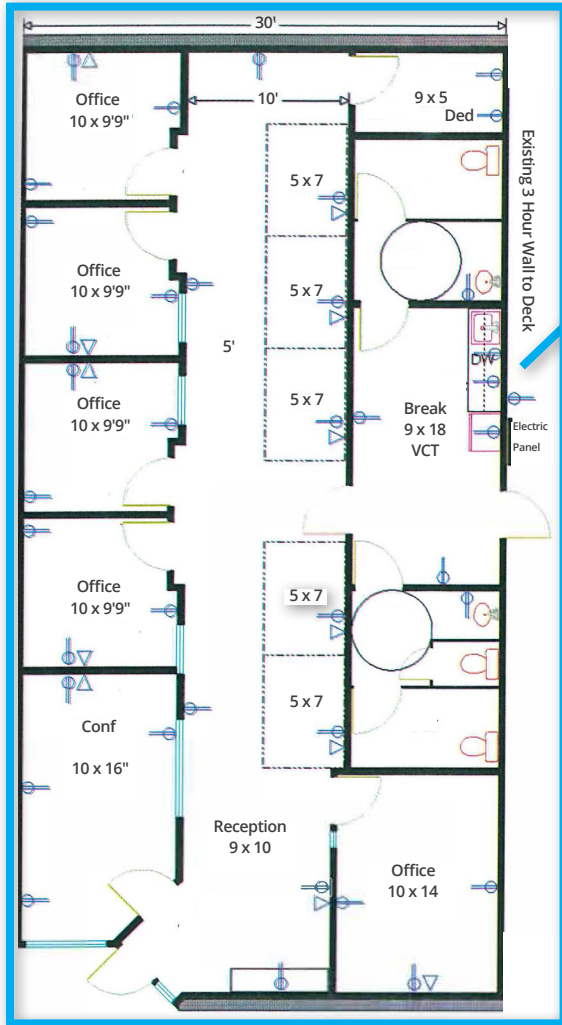 30'
Office
10 x 9'9"
10'
9 x 5
Ded
5 x 7
Existing 3 Hour Wall to Deck
Office
10 x 9'9"
5 x 7
5'
DW
Office
10 x 9'9"
5 x 7
Break
9 x 18
VCT
Electric
Panel
Office
10 x 9'9"
5 x 7
5 x 7
Conf
10 x 16"
Reception
9 x 10
Office
10 x 14